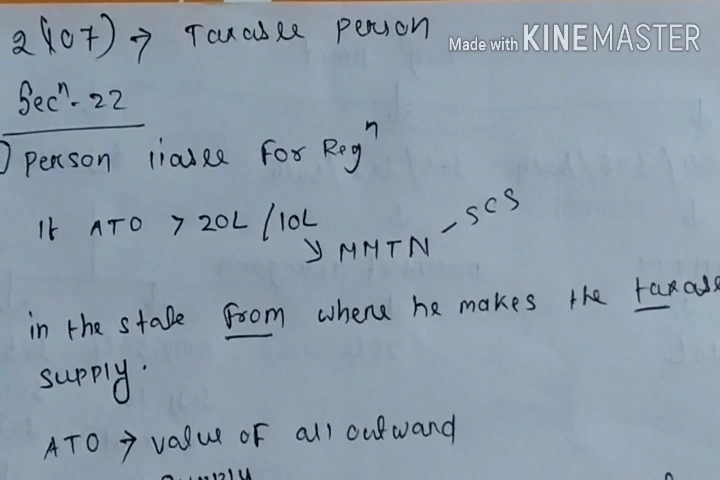 2(107) → Taxable person
Made with KINEMASTER
Secⁿ - 22
person liable for Regⁿ
If ATO > 20L / 10L
↘ MMTN - SCS
in the state from where he makes the taxable
supply.
ATO → value of all outward
supply